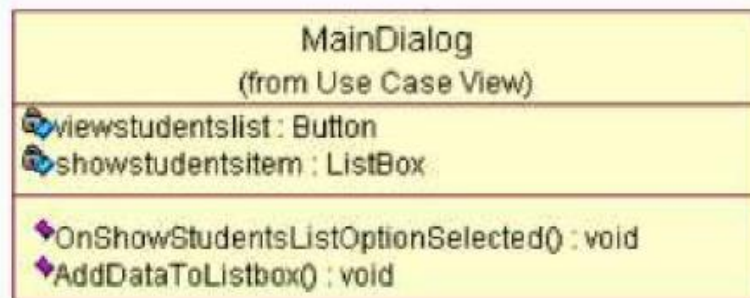 MainDialog
(from Use Case View)
viewstudentslist : Button
showstudentsitem : ListBox
OnShowStudentsListOptionSelected() : void
AddDataToListbox() : void